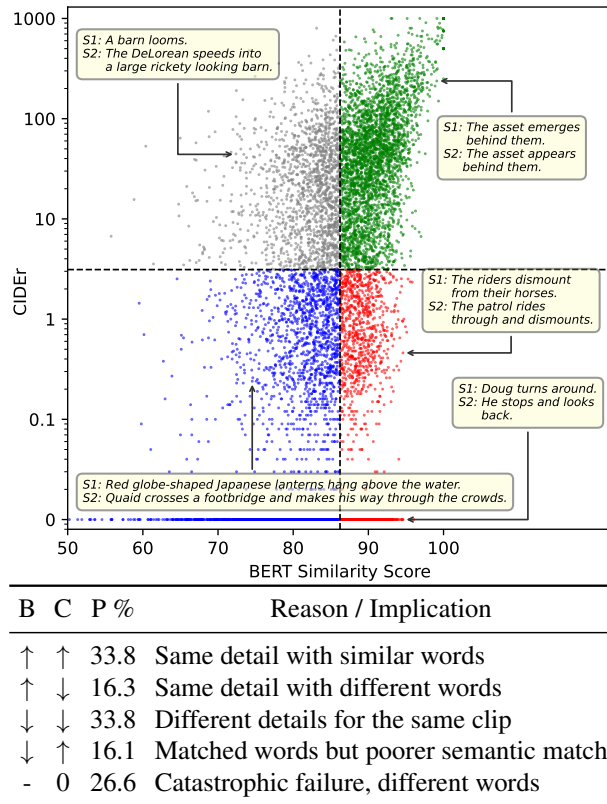 1000
100
10
1
0.1
0
CIDEr
S1: A barn looms.
S2: The DeLorean speeds into
a large rickety looking barn.
S1: The asset emerges
behind them.
S2: The asset appears
behind them.
S1: The riders dismount
from their horses.
S2: The patrol rides
through and dismounts.
S1: Doug turns around.
S2: He stops and looks
back.
S1: Red globe-shaped Japanese lanterns hang above the water.
S2: Quaid crosses a footbridge and makes his way through the crowds.
50 60 70 80 90 100
BERT Similarity Score
B C P % Reason / Implication
↑ ↑ 33.8 Same detail with similar words
↑ ↓ 16.3 Same detail with different words
↓ ↓ 33.8 Different details for the same clip
↓ ↑ 16.1 Matched words but poorer semantic match
- 0 26.6 Catastrophic failure, different words